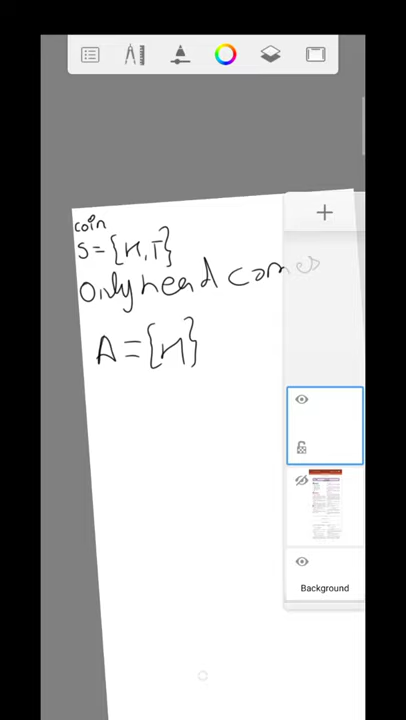 coin
S={H,T}
Only head comes
A={H}
Background